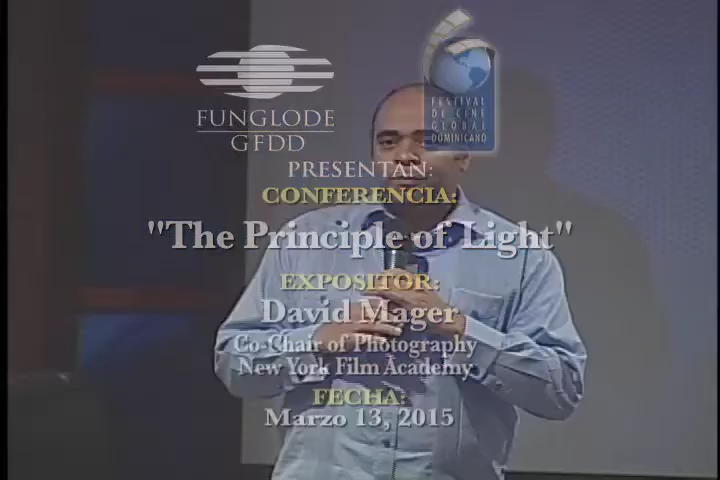 FUNGLODE
GFDD
FESTIVAL
DE CINE
GLOBAL
DOMINICANO
PRESENTAN:
CONFERENCIA:
"The Principle of Light"
EXPOSITOR:
David Mager
Co-Chair of Photography
New York Film Academy
FECHA:
Marzo 13, 2015